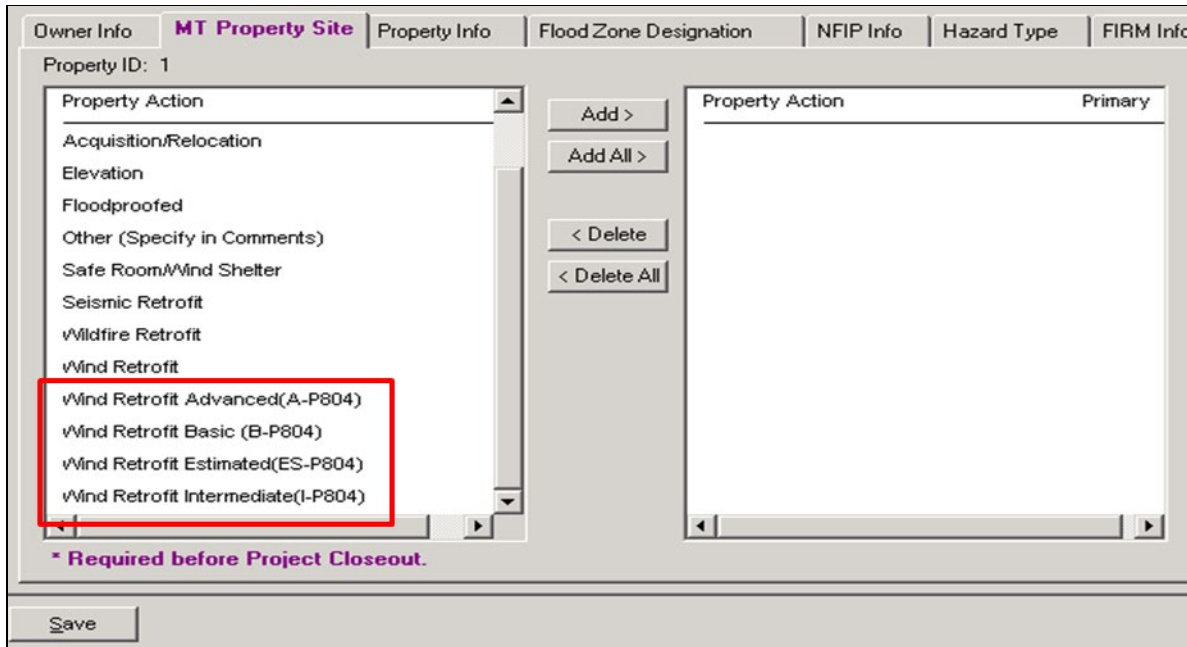 Owner Info MT Property Site Property Info Flood Zone Designation NFIP Info Hazard Type FIRM Info
Property ID: 1
Property Action
Acquisition/Relocation
Elevation
Floodproofed
Other (Specify in Comments)
Safe Room/Wind Shelter
Seismic Retrofit
Wildfire Retrofit
Wind Retrofit
Wind Retrofit Advanced(A-P804)
Wind Retrofit Basic (B-P804)
Wind Retrofit Estimated(ES-P804)
Wind Retrofit Intermediate(I-P804)
Add >
Add All >
< Delete
< Delete All
Property Action Primary
* Required before Project Closeout.
Save